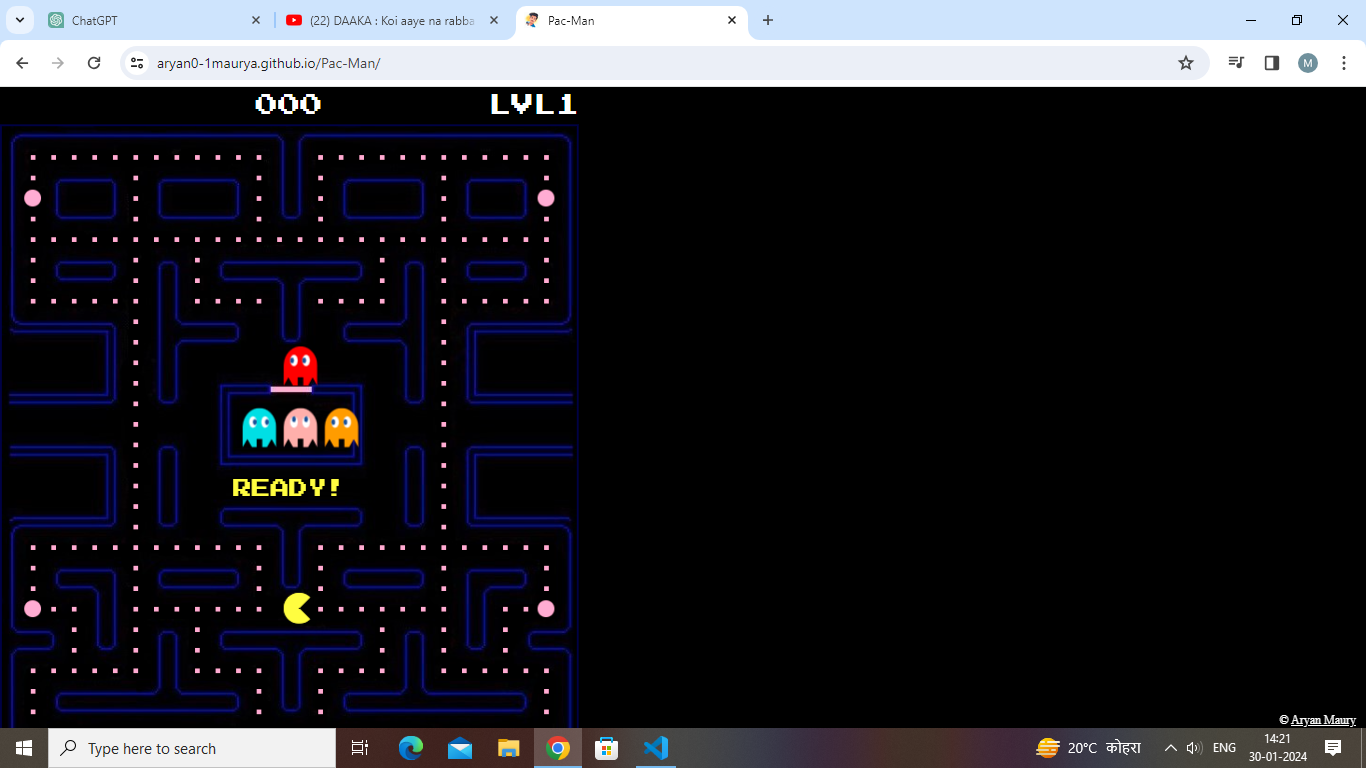 ChatGPT
(22) DAAKA : Koi aaye na rabba
Pac-Man
aryan0-1maurya.github.io/Pac-Man/
M
000 LVL1
READY!
© Aryan Maury
Type here to search
20°C कोहरा
ENG
14:21
30-01-2024